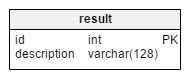 result
id int PK
description varchar(128)